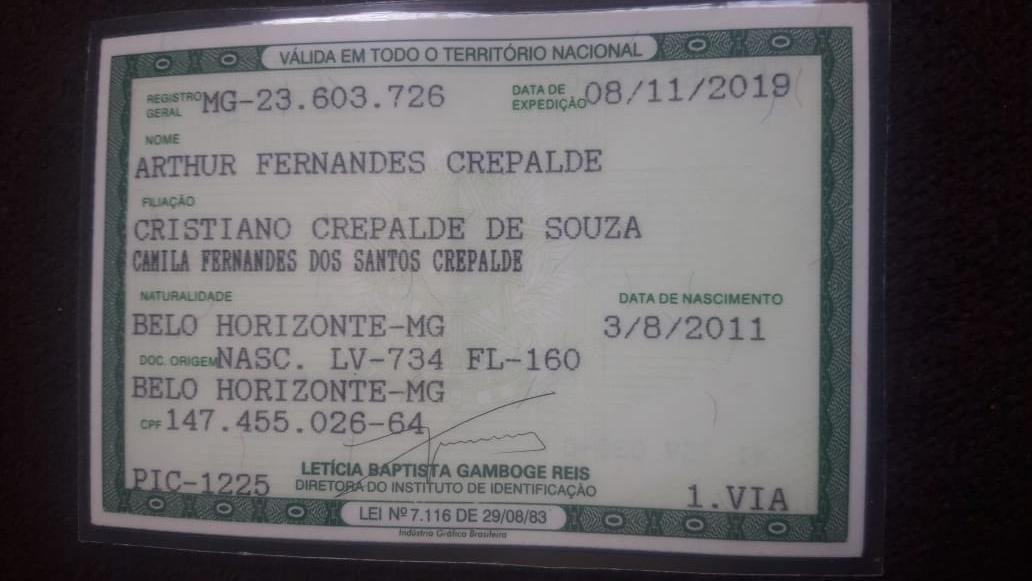 VÁLIDA EM TODO O TERRITÓRIO NACIONAL
REGISTRO GERAL MG-23.603.726 DATA DE EXPEDIÇÃO 08/11/2019
NOME
ARTHUR FERNANDES CREPALDE
FILIAÇÃO
CRISTIANO CREPALDE DE SOUZA
CAMILA FERNANDES DOS SANTOS CREPALDE
NATURALIDADE DATA DE NASCIMENTO
BELO HORIZONTE-MG 3/8/2011
DOC. ORIGEM NASC. LV-734 FL-160
BELO HORIZONTE-MG
CPF 147.455.026-64
LETÍCIA BAPTISTA GAMBOGE REIS
PIC-1225 DIRETORA DO INSTITUTO DE IDENTIFICAÇÃO 1.VIA
LEI Nº 7.116 DE 29/08/83
Indústria Gráfica Brasileira